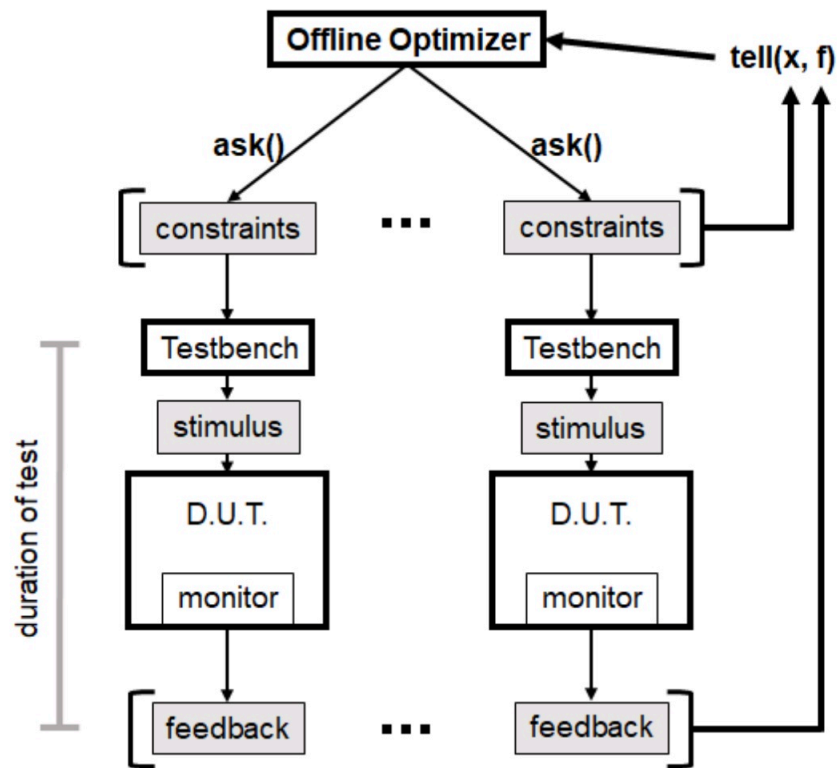 Offline Optimizer
tell(x, f)
ask()
ask()
constraints
...
constraints
Testbench
Testbench
stimulus
stimulus
duration of test
D.U.T.
D.U.T.
monitor
monitor
feedback
...
feedback